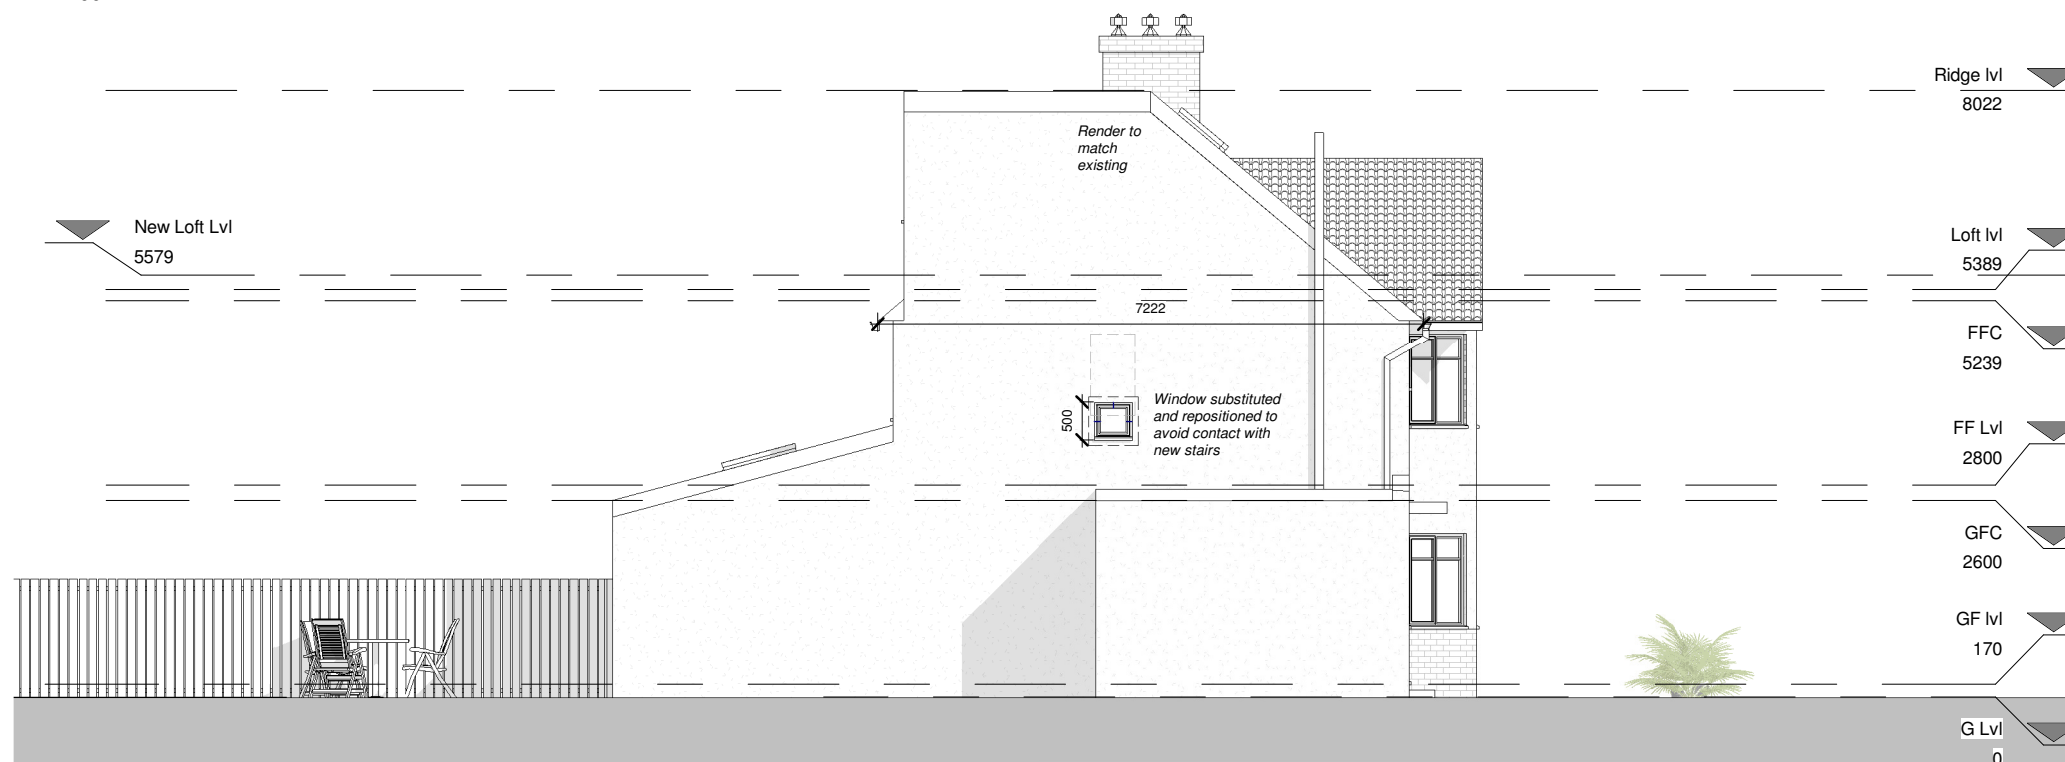 Ridge lvl
8022
Render to
match
existing
New Loft Lvl
5579
Loft lvl
5389
7222
FFC
5239
500
Window substituted
and repositioned to
avoid contact with
new stairs
FF Lvl
2800
GFC
2600
GF lvl
170
G Lvl
0